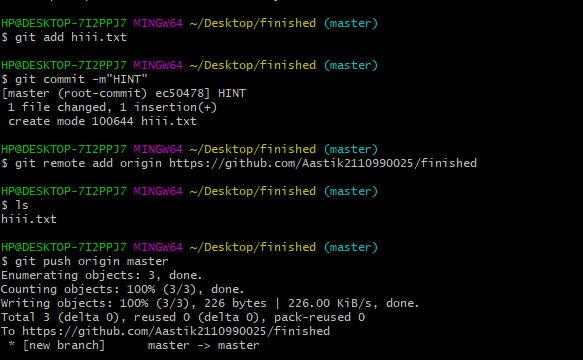 HP@DESKTOP-7I2PPJ7 MINGW64 ~/Desktop/finished (master)
$ git add hiii.txt
HP@DESKTOP-7I2PPJ7 MINGW64 ~/Desktop/finished (master)
$ git commit -m"HINT"
[master (root-commit) ec50478] HINT
 1 file changed, 1 insertion(+)
 create mode 100644 hiii.txt
HP@DESKTOP-7I2PPJ7 MINGW64 ~/Desktop/finished (master)
$ git remote add origin https://github.com/Aastik2110990025/finished
HP@DESKTOP-7I2PPJ7 MINGW64 ~/Desktop/finished (master)
$ ls
hiii.txt
HP@DESKTOP-7I2PPJ7 MINGW64 ~/Desktop/finished (master)
$ git push origin master
Enumerating objects: 3, done.
Counting objects: 100% (3/3), done.
Writing objects: 100% (3/3), 226 bytes | 226.00 KiB/s, done.
Total 3 (delta 0), reused 0 (delta 0), pack-reused 0
To https://github.com/Aastik2110990025/finished
 * [new branch]      master -> master